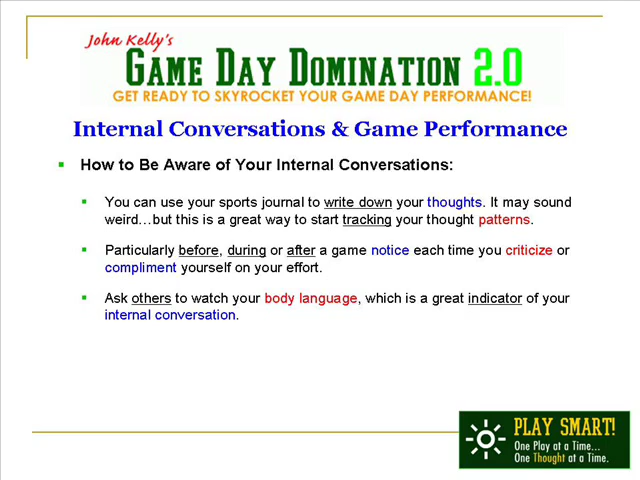 John Kelly's
GAME DAY DOMINATION 2.0
GET READY TO SKYROCKET YOUR GAME DAY PERFORMANCE!
Internal Conversations & Game Performance
How to Be Aware of Your Internal Conversations:
You can use your sports journal to write down your thoughts. It may sound
weird…but this is a great way to start tracking your thought patterns.
Particularly before, during or after a game notice each time you criticize or
compliment yourself on your effort.
Ask others to watch your body language, which is a great indicator of your
internal conversation.
PLAY SMART!
One Play at a Time...
One Thought at a Time.